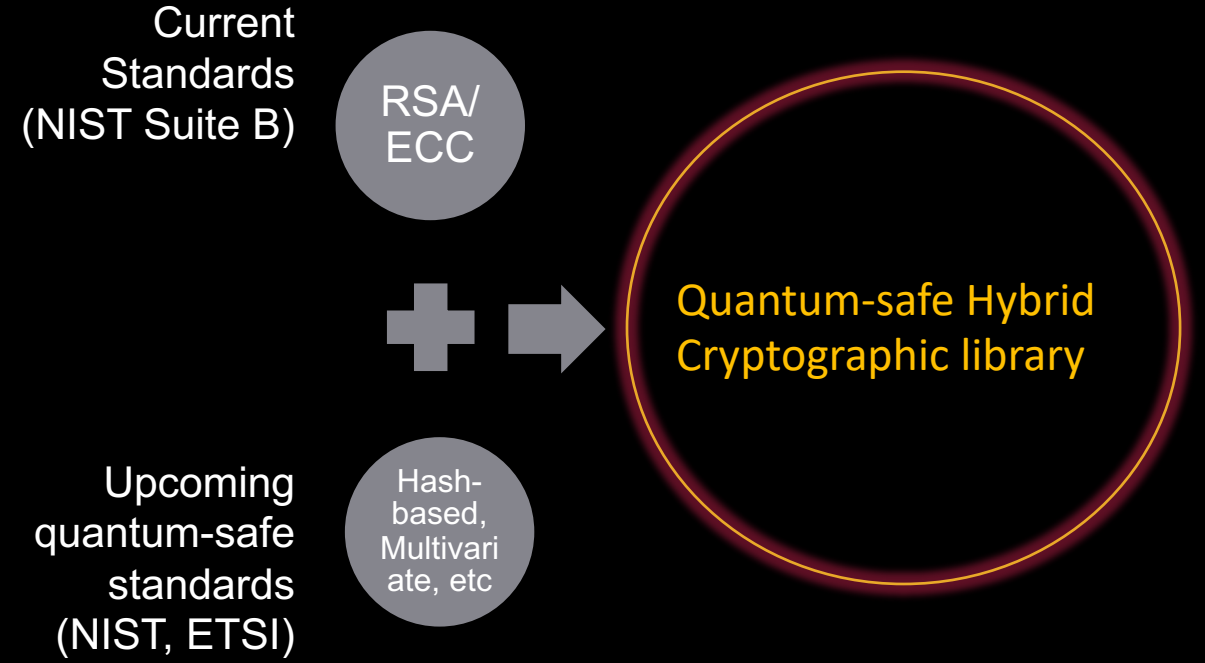 Current
Standards
(NIST Suite B)
RSA/
ECC
Quantum-safe Hybrid
Cryptographic library
Upcoming
quantum-safe
standards
(NIST, ETSI)
Hash-
based,
Multivari
ate, etc